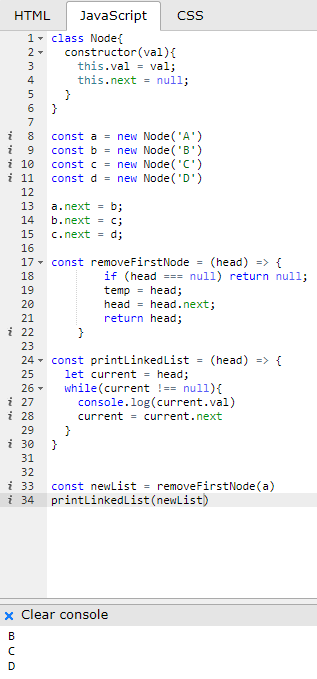 HTML JavaScript CSS
1 class Node{
2 constructor(val){
3 this.val = val;
4 this.next = null;
5 }
6 }
7
i 8 const a = new Node('A')
i 9 const b = new Node('B')
i 10 const c = new Node('C')
i 11 const d = new Node('D')
12
13 a.next = b;
14 b.next = c;
15 c.next = d;
16
17 const removeFirstNode = (head) => {
18 if (head === null) return null;
19 temp = head;
20 head = head.next;
21 return head;
i 22 }
23
24 const printLinkedList = (head) => {
25 let current = head;
26 while(current !== null){
i 27 console.log(current.val)
i 28 current = current.next
29 }
i 30 }
31
32
i 33 const newList = removeFirstNode(a)
i 34 printLinkedList(newList)
Clear console
B
C
D